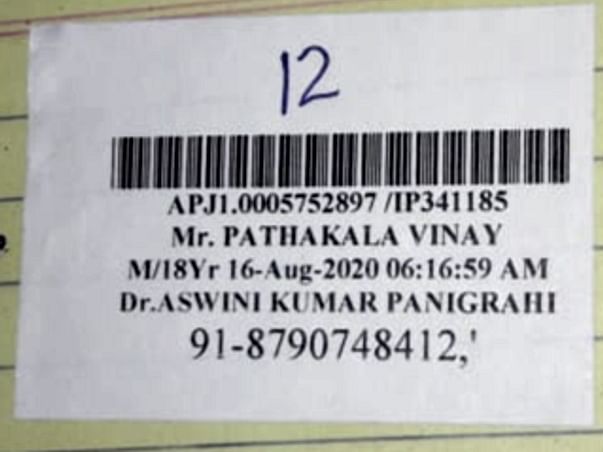 12
APJ1.0005752897 /IP341185
Mr. PATHAKALA VINAY
M/18Yr 16-Aug-2020 06:16:59 AM
Dr.ASWINI KUMAR PANIGRAHI
91-8790748412,'